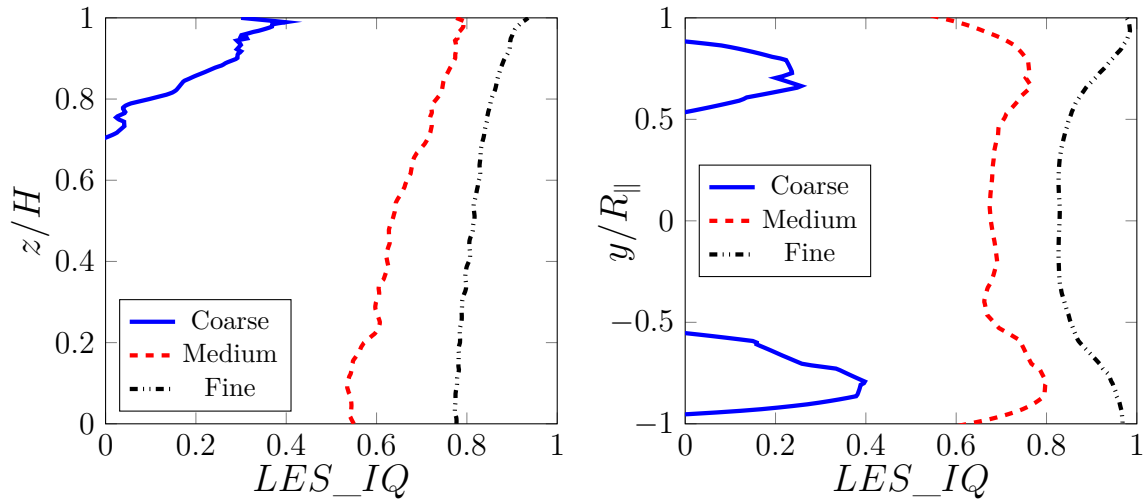 1
0.8
0.6
0.4
0.2
0
z/H
Coarse
Medium
Fine
0 0.2 0.4 0.6 0.8 1
LES_IQ
1
0.5
0
−0.5
−1
y/R∥
Coarse
Medium
Fine
0 0.2 0.4 0.6 0.8 1
LES_IQ